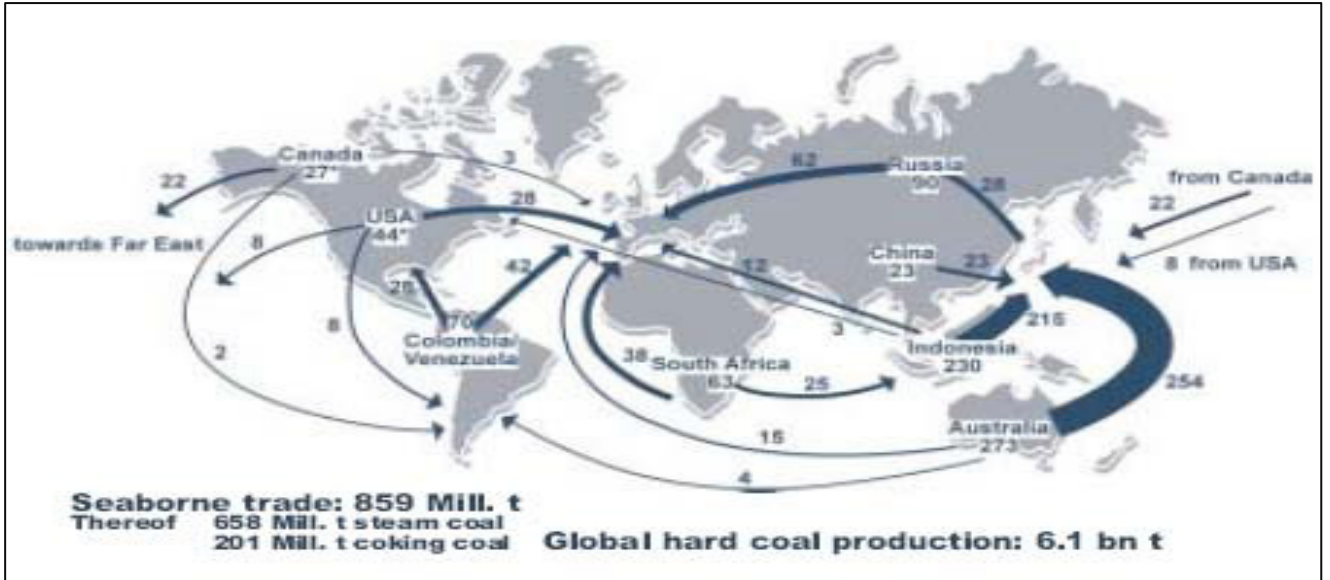 Canada
27*
3
22
towards Far East
USA
44*
28
8
8
2
42
28
70
Colombia/
Venezuela
62
Russia
90
28
China
23
23
12
3
from Canada
22
8 from USA
215
Indonesia
230
254
38
South Africa
63
25
Australia
273
15
4
Seaborne trade: 859 Mill. t
Thereof 658 Mill. t steam coal
201 Mill. t coking coal
Global hard coal production: 6.1 bn t